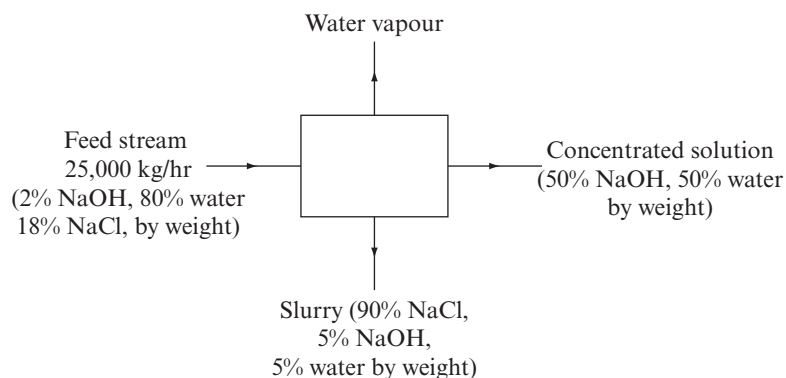 Water vapour
Feed stream
25,000 kg/hr
(2% NaOH, 80% water
18% NaCl, by weight)
Concentrated solution
(50% NaOH, 50% water
by weight)
Slurry (90% NaCl,
5% NaOH,
5% water by weight)